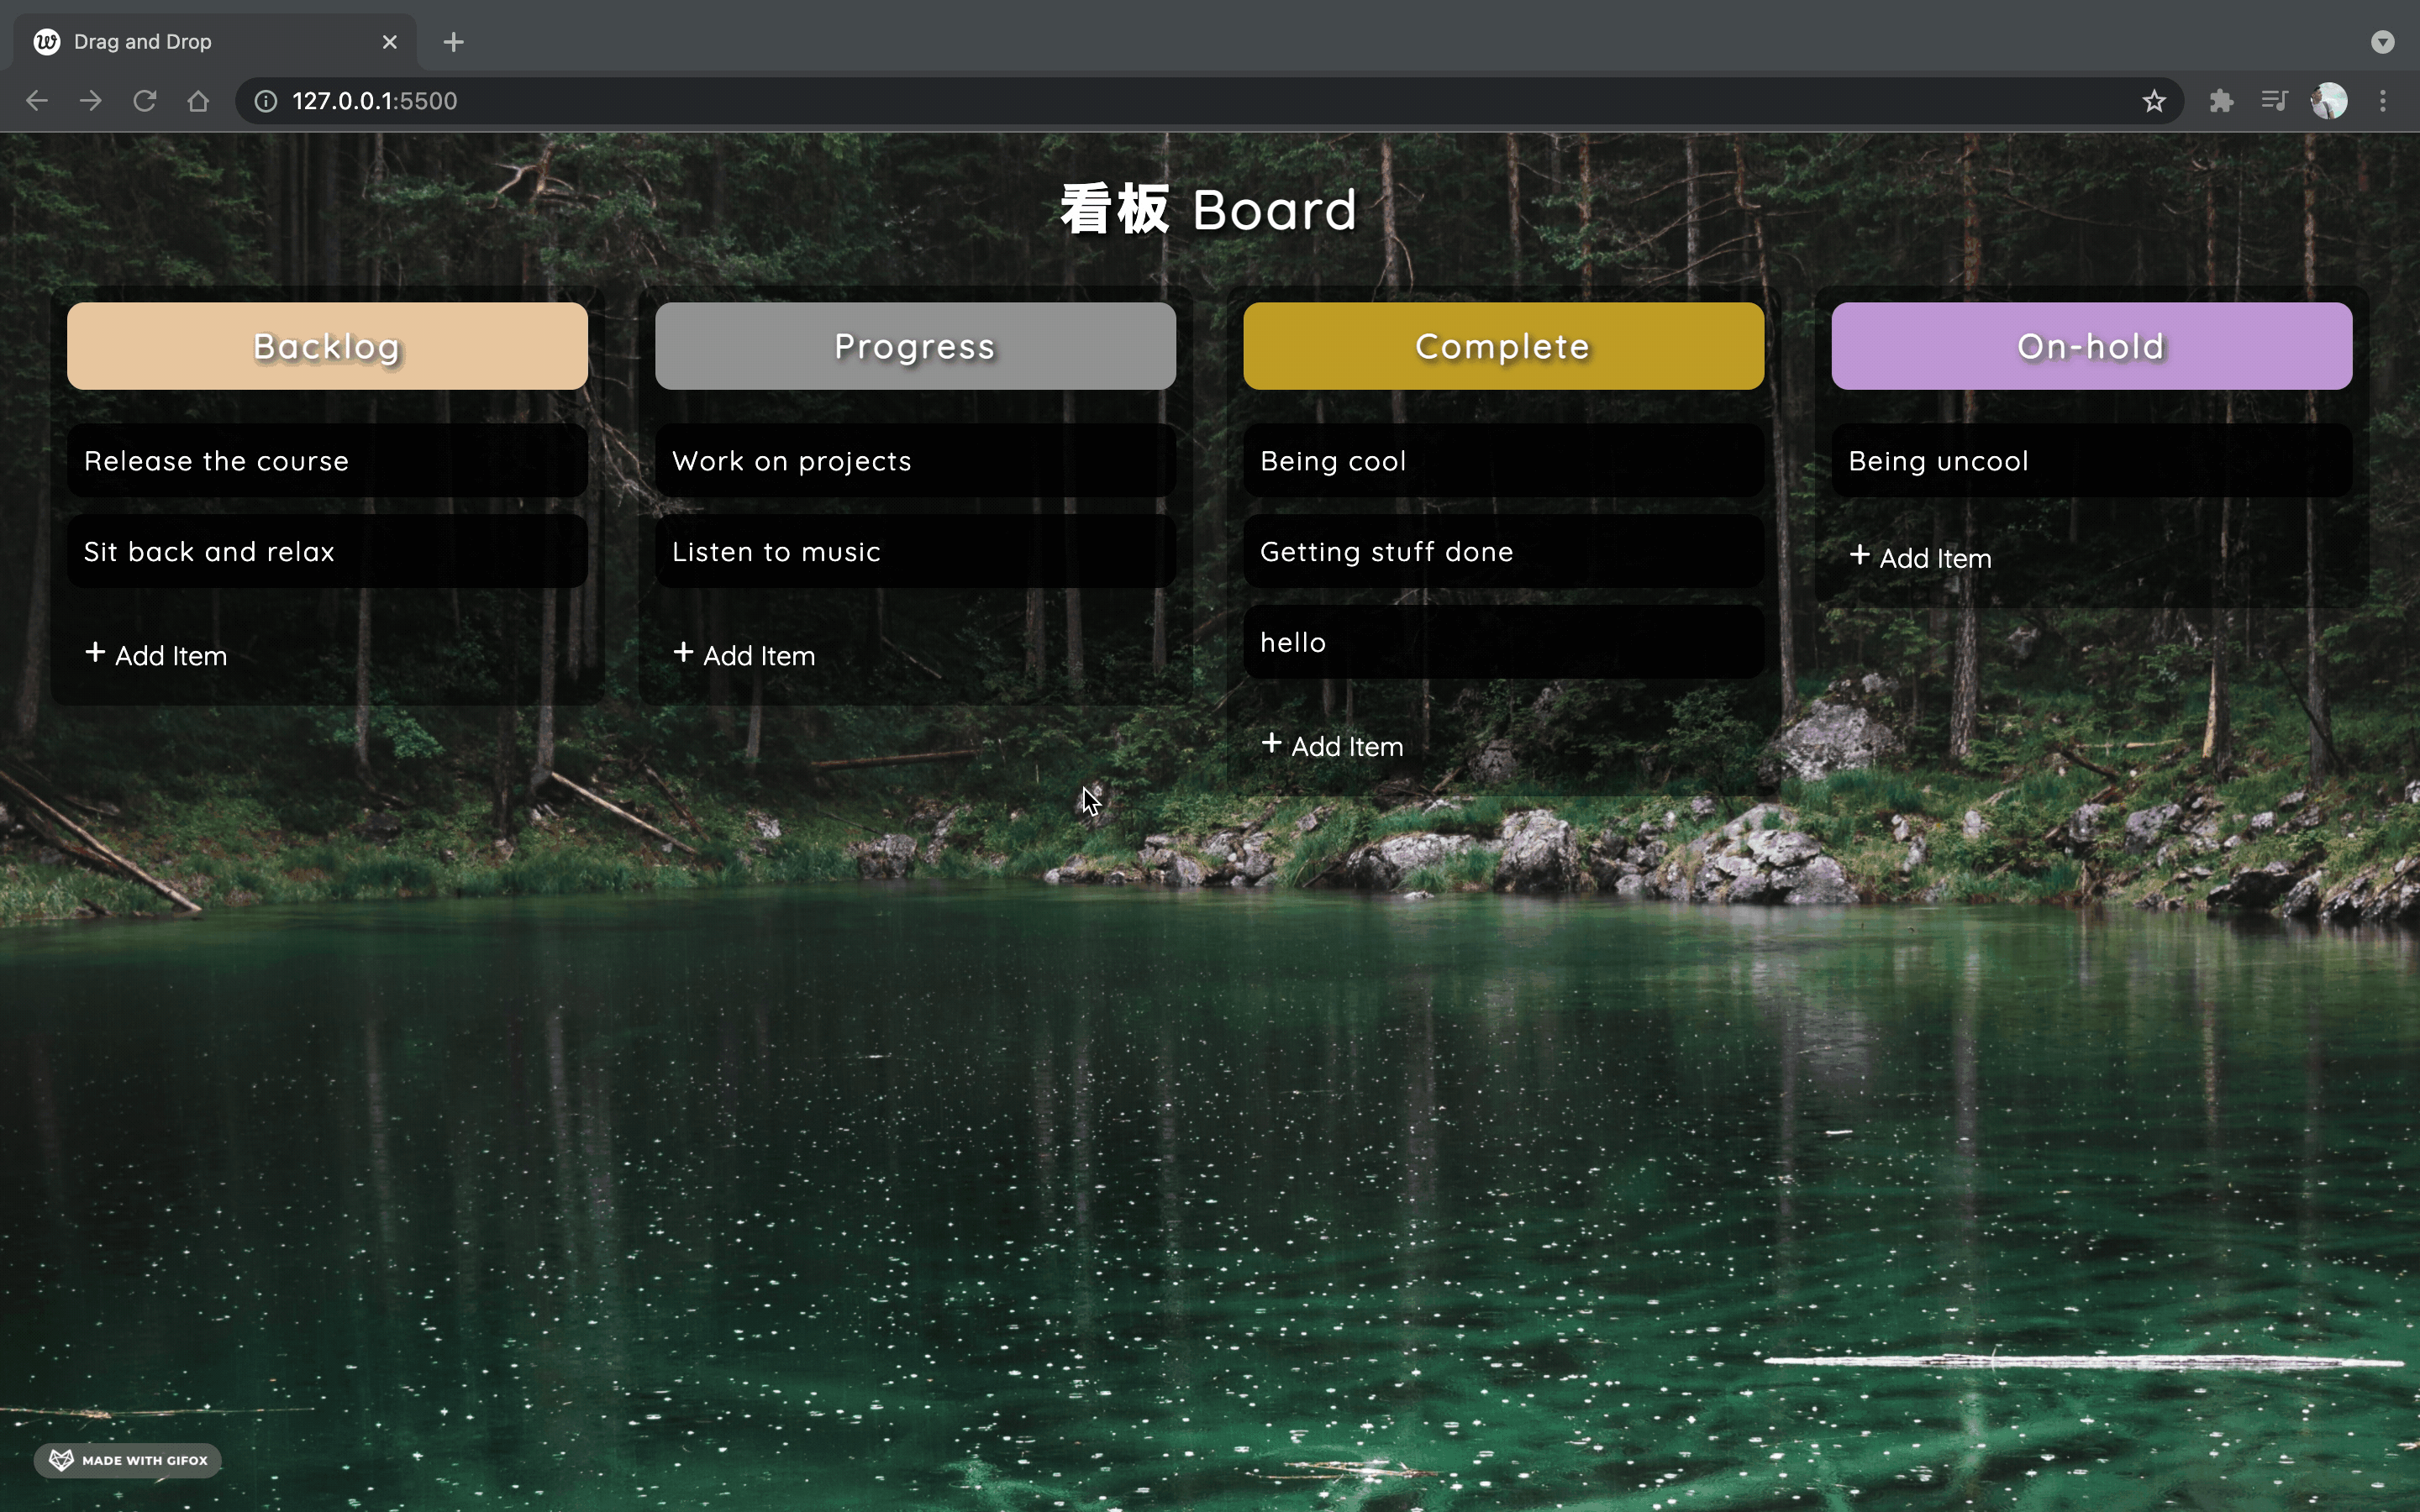 Drag and Drop
127.0.0.1:5500
看板 Board
Backlog
Release the course
Sit back and relax
+ Add Item
Progress
Work on projects
Listen to music
+ Add Item
Complete
Being cool
Getting stuff done
hello
+ Add Item
On-hold
Being uncool
+ Add Item
MADE WITH GIFOX